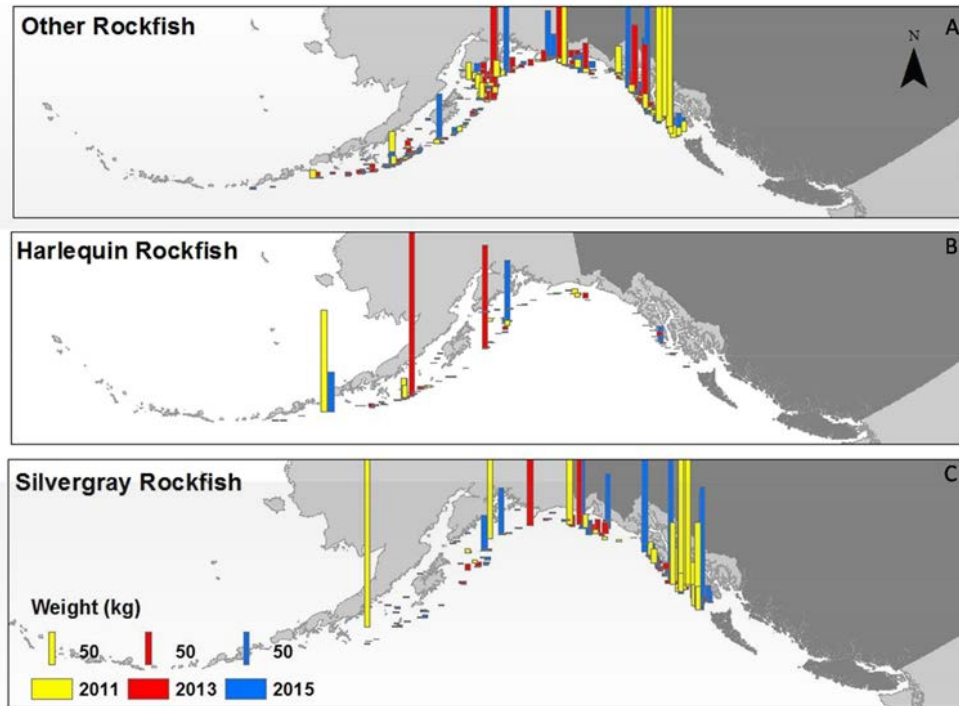 Other Rockfish
A
N
Harlequin Rockfish
B
Silvergray Rockfish
C
Weight (kg)
50 50 50
2011 2013 2015